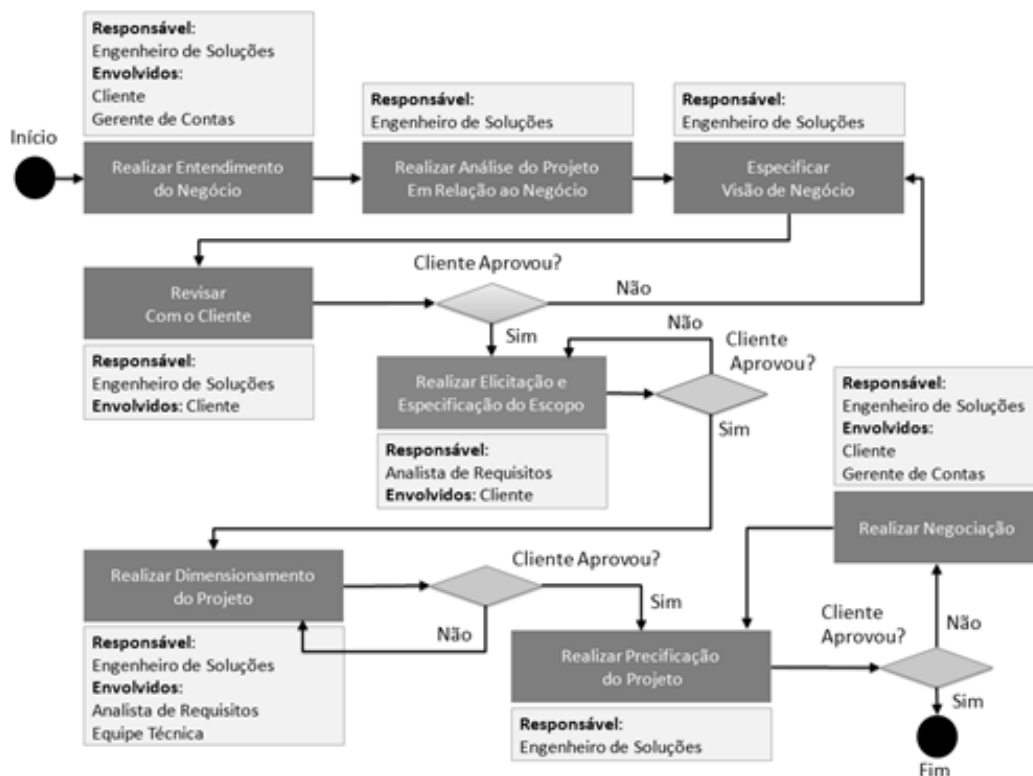 Responsável:
Engenheiro de Soluções
Envolvidos:
Cliente
Gerente de Contas
Responsável:
Engenheiro de Soluções
Responsável:
Engenheiro de Soluções
Início
Realizar Entendimento
do Negócio
Realizar Análise do Projeto
Em Relação ao Negócio
Especificar
Visão de Negócio
Revisar
Com o Cliente
Responsável:
Engenheiro de Soluções
Envolvidos: Cliente
Cliente Aprovou?
Não
Sim
Realizar Elicitação e
Especificação do Escopo
Responsável:
Analista de Requisitos
Envolvidos: Cliente
Não
Cliente
Aprovou?
Sim
Realizar Dimensionamento
do Projeto
Responsável:
Engenheiro de Soluções
Envolvidos:
Analista de Requisitos
Equipe Técnica
Cliente Aprovou?
Sim
Não
Realizar Precificação
do Projeto
Responsável:
Engenheiro de Soluções
Responsável:
Engenheiro de Soluções
Envolvidos:
Cliente
Gerente de Contas
Realizar Negociação
Cliente
Aprovou?
Não
Sim
Fim